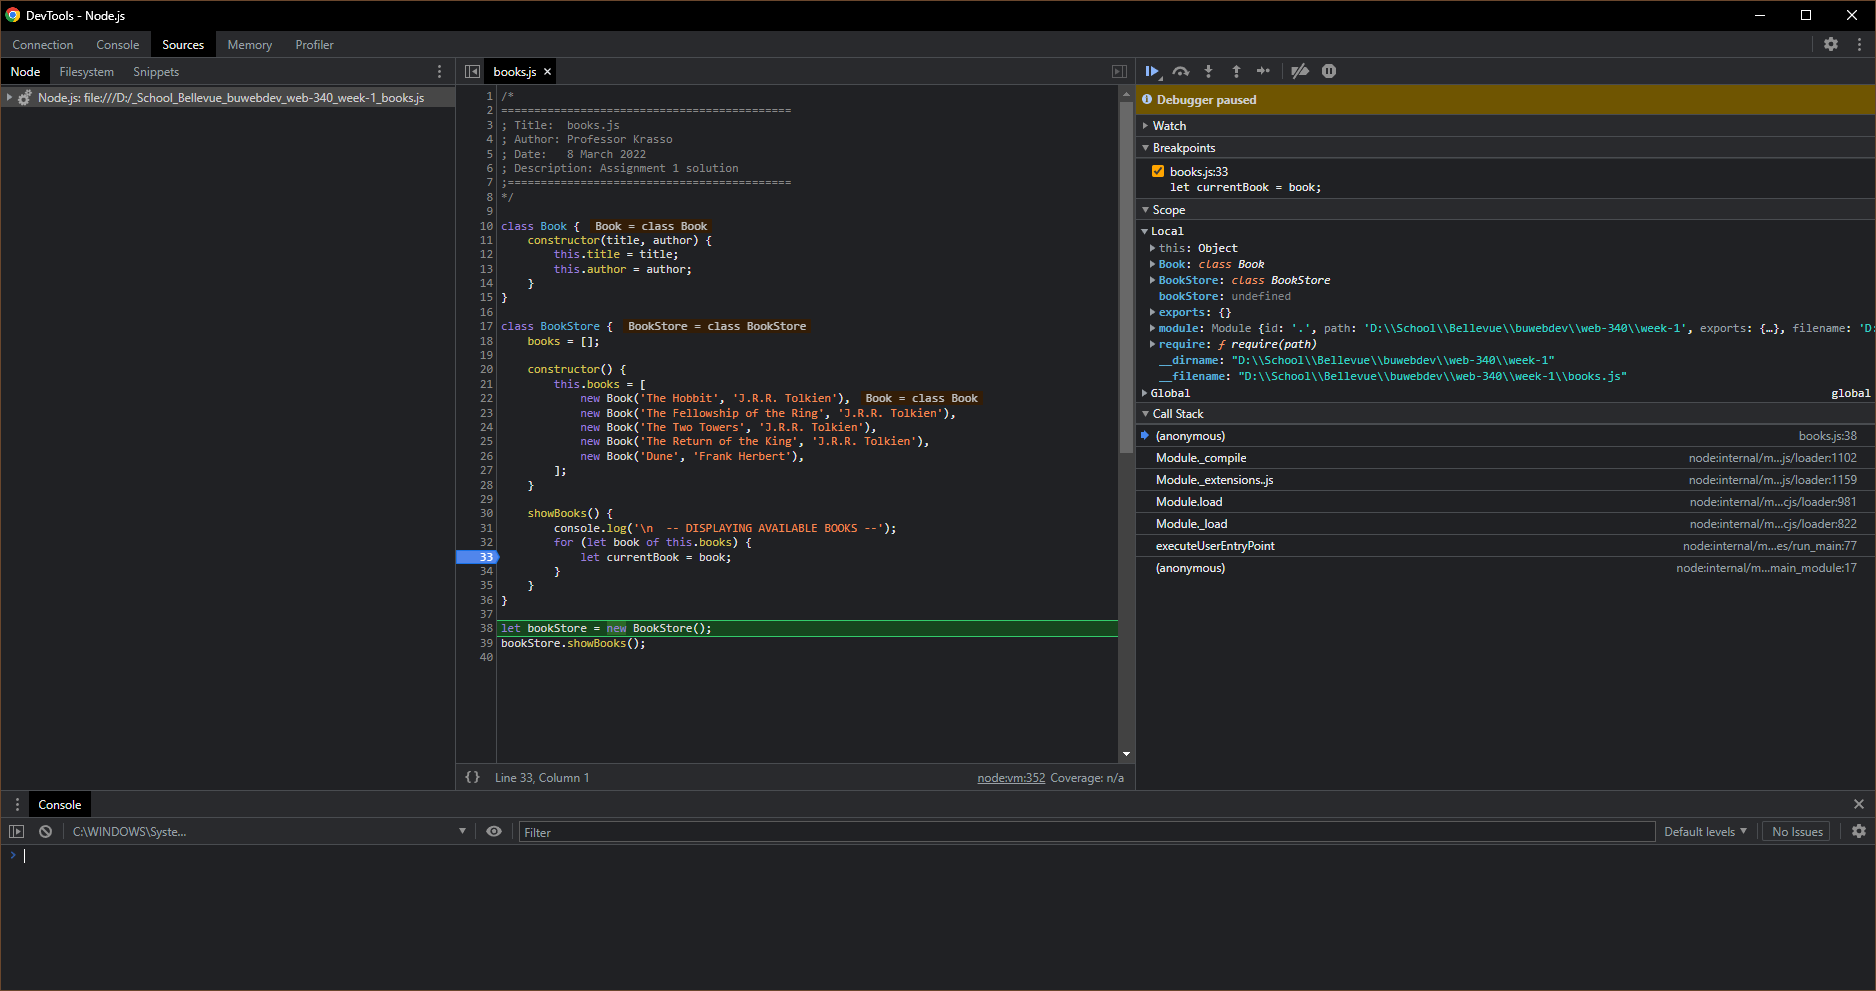 DevTools - Node.js
Connection Console Sources Memory Profiler
Node Filesystem Snippets
Node.js: file:///D:/_School_Bellevue_buwebdev_web-340_week-1_books.js
books.js ×
1 /*
2 ============================================
3 ; Title:  books.js
4 ; Author: Professor Krasso
5 ; Date:   8 March 2022
6 ; Description: Assignment 1 solution
7 ;===========================================
8 */
9
10 class Book {  Book = class Book
11     constructor(title, author) {
12         this.title = title;
13         this.author = author;
14     }
15 }
16
17 class BookStore {  BookStore = class BookStore
18     books = [];
19
20     constructor() {
21         this.books = [
22             new Book('The Hobbit', 'J.R.R. Tolkien'),  Book = class Book
23             new Book('The Fellowship of the Ring', 'J.R.R. Tolkien'),
24             new Book('The Two Towers', 'J.R.R. Tolkien'),
25             new Book('The Return of the King', 'J.R.R. Tolkien'),
26             new Book('Dune', 'Frank Herbert'),
27         ];
28     }
29
30     showBooks() {
31         console.log('\n  -- DISPLAYING AVAILABLE BOOKS --');
32         for (let book of this.books) {
33             let currentBook = book;
34         }
35     }
36 }
37
38 let bookStore = new BookStore();
39 bookStore.showBooks();
40
{} Line 33, Column 1 node:vm:352 Coverage: n/a
Debugger paused
Watch
Breakpoints
books.js:33
let currentBook = book;
Scope
Local
this: Object
Book: class Book
BookStore: class BookStore
bookStore: undefined
exports: {}
module: Module {id: '.', path: 'D:\\School\\Bellevue\\buwebdev\\web-340\\week-1', exports: {…}, filename: 'D:
require: ƒ require(path)
__dirname: "D:\\School\\Bellevue\\buwebdev\\web-340\\week-1"
__filename: "D:\\School\\Bellevue\\buwebdev\\web-340\\week-1\\books.js"
Global global
Call Stack
(anonymous) books.js:38
Module._compile node:internal/m...js/loader:1102
Module._extensions..js node:internal/m...js/loader:1159
Module.load node:internal/m...cjs/loader:981
Module._load node:internal/m...cjs/loader:822
executeUserEntryPoint node:internal/m...es/run_main:77
(anonymous) node:internal/m...main_module:17
Console
C:\WINDOWS\Syste... Filter Default levels No Issues